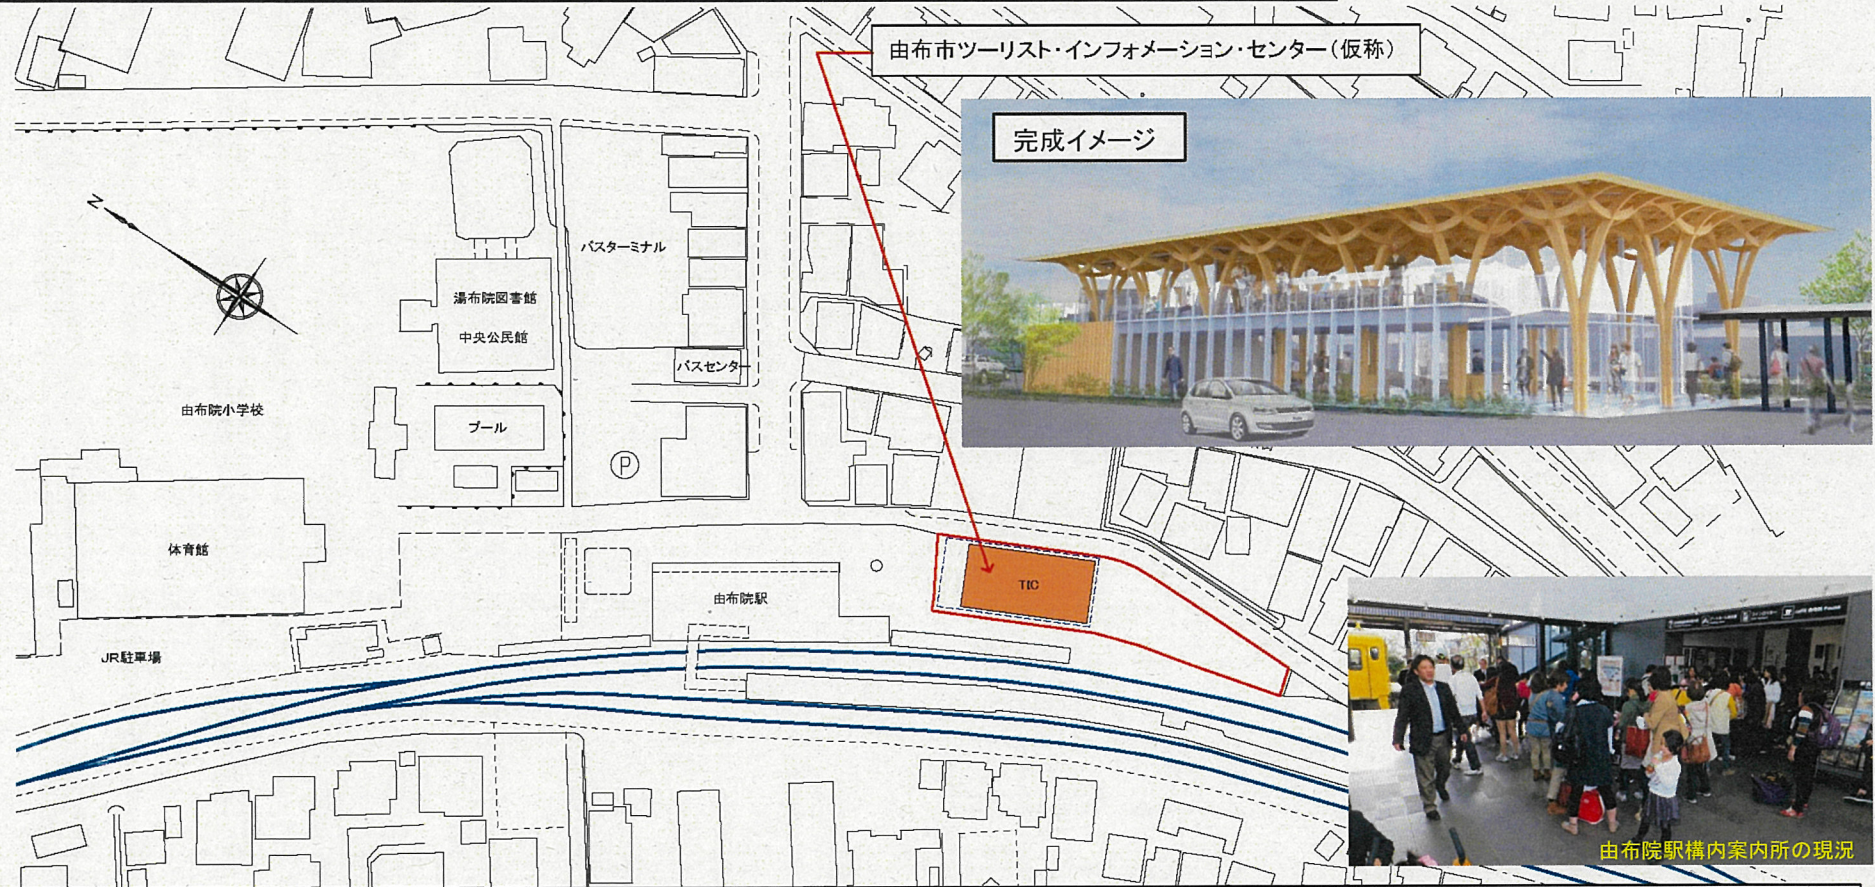 由布市ツーリスト・インフォメーション・センター(仮称)
完成イメージ
N
バスターミナル
湯布院図書館
中央公民館
バスセンター
由布院小学校
プール
P
体育館
TIC
由布院駅
JR駐車場
由布院駅構内案内所の現況